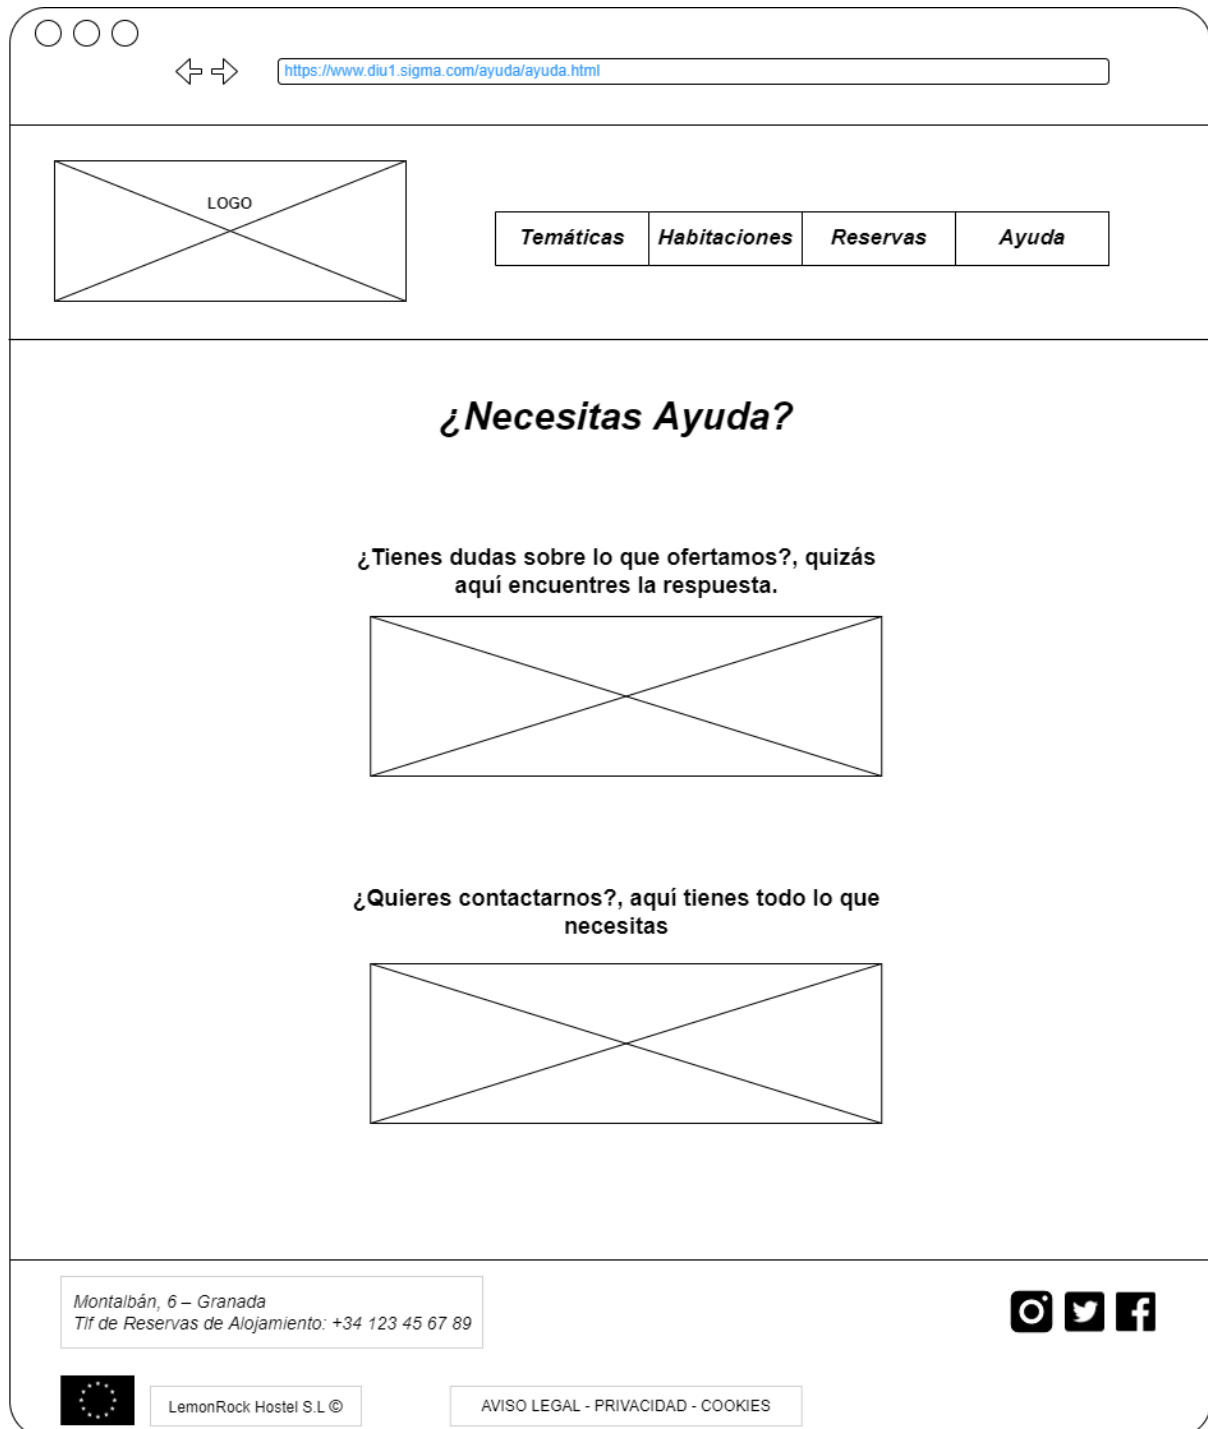 https://www.diu1.sigma.com/ayuda/ayuda.html
LOGO
Temáticas Habitaciones Reservas Ayuda
¿Necesitas Ayuda?
¿Tienes dudas sobre lo que ofertamos?, quizás
aquí encuentres la respuesta.
¿Quieres contactarnos?, aquí tienes todo lo que
necesitas
Montalbán, 6 – Granada
Tlf de Reservas de Alojamiento: +34 123 45 67 89
LemonRock Hostel S.L ©
AVISO LEGAL - PRIVACIDAD - COOKIES